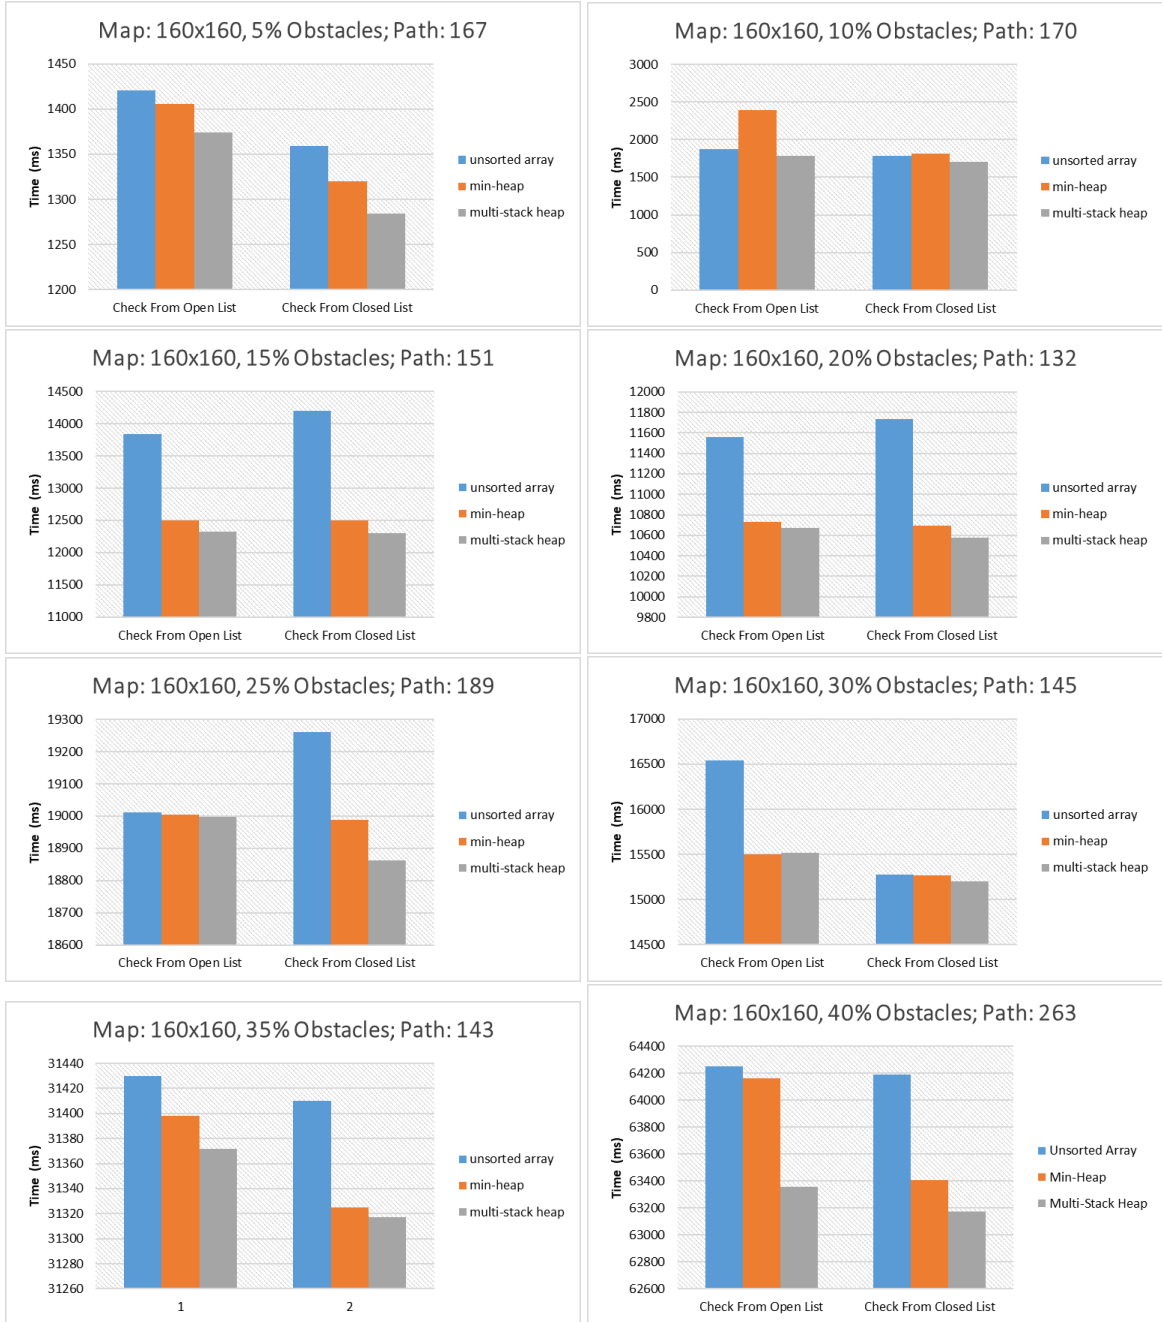 Map: 160x160, 5% Obstacles; Path: 167
1450
1400
1350
1300
1250
1200
Time (ms)
Check From Open List
Check From Closed List
unsorted array
min-heap
multi-stack heap
Map: 160x160, 10% Obstacles; Path: 170
3000
2500
2000
1500
1000
500
0
Time (ms)
Check From Open List
Check From Closed List
unsorted array
min-heap
multi-stack heap
Map: 160x160, 15% Obstacles; Path: 151
14500
14000
13500
13000
12500
12000
11500
11000
Time (ms)
Check From Open List
Check From Closed List
unsorted array
min-heap
multi-stack heap
Map: 160x160, 20% Obstacles; Path: 132
12000
11800
11600
11400
11200
11000
10800
10600
10400
10200
10000
9800
Time (ms)
Check From Open List
Check From Closed List
unsorted array
min-heap
multi-stack heap
Map: 160x160, 25% Obstacles; Path: 189
19300
19200
19100
19000
18900
18800
18700
18600
Time (ms)
Check From Open List
Check From Closed List
unsorted array
min-heap
multi-stack heap
Map: 160x160, 30% Obstacles; Path: 145
17000
16500
16000
15500
15000
14500
Time (ms)
Check From Open List
Check From Closed List
unsorted array
min-heap
multi-stack heap
Map: 160x160, 35% Obstacles; Path: 143
31440
31420
31400
31380
31360
31340
31320
31300
31280
31260
Time (ms)
1
2
unsorted array
min-heap
multi-stack heap
Map: 160x160, 40% Obstacles; Path: 263
64400
64200
64000
63800
63600
63400
63200
63000
62800
62600
Time (ms)
Check From Open List
Check From Closed List
Unsorted Array
Min-Heap
Multi-Stack Heap